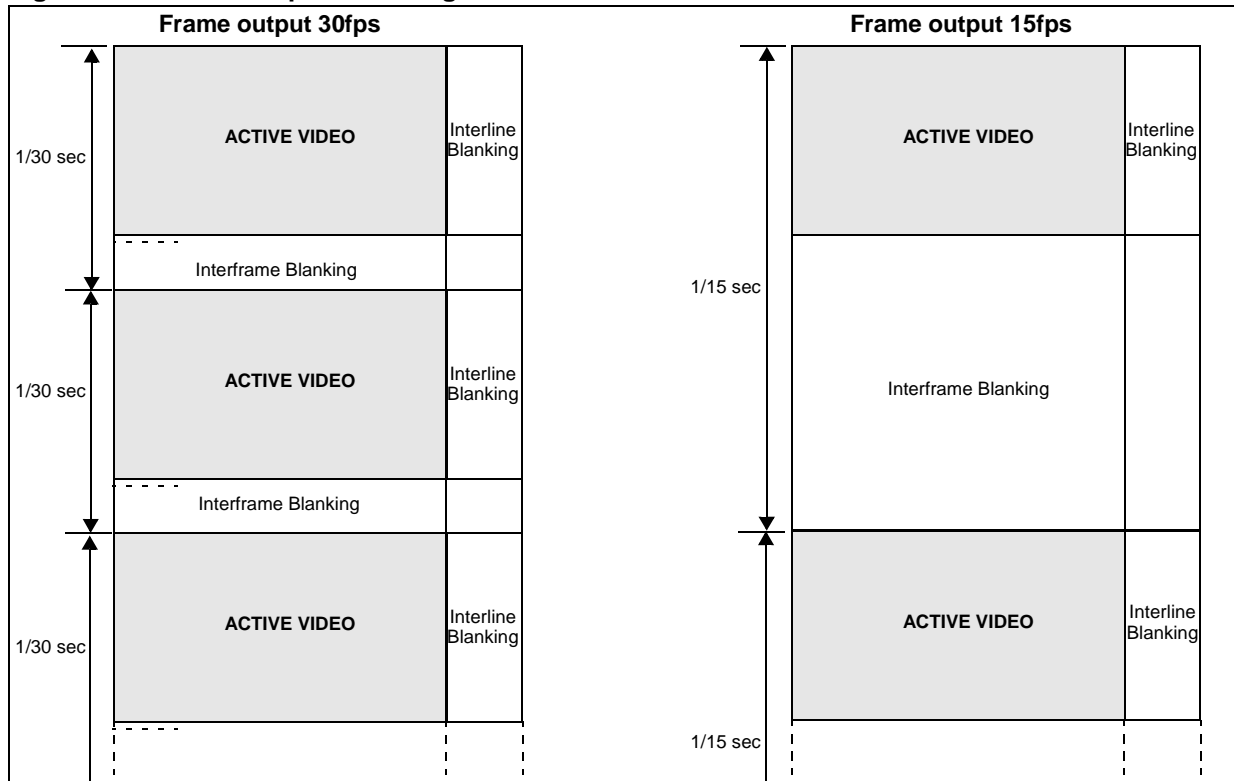 Frame output 30fps
Frame output 15fps
ACTIVE VIDEO
Interline
Blanking
1/30 sec
Interframe Blanking
ACTIVE VIDEO
Interline
Blanking
1/30 sec
Interframe Blanking
ACTIVE VIDEO
Interline
Blanking
1/30 sec
ACTIVE VIDEO
Interline
Blanking
1/15 sec
Interframe Blanking
ACTIVE VIDEO
Interline
Blanking
1/15 sec